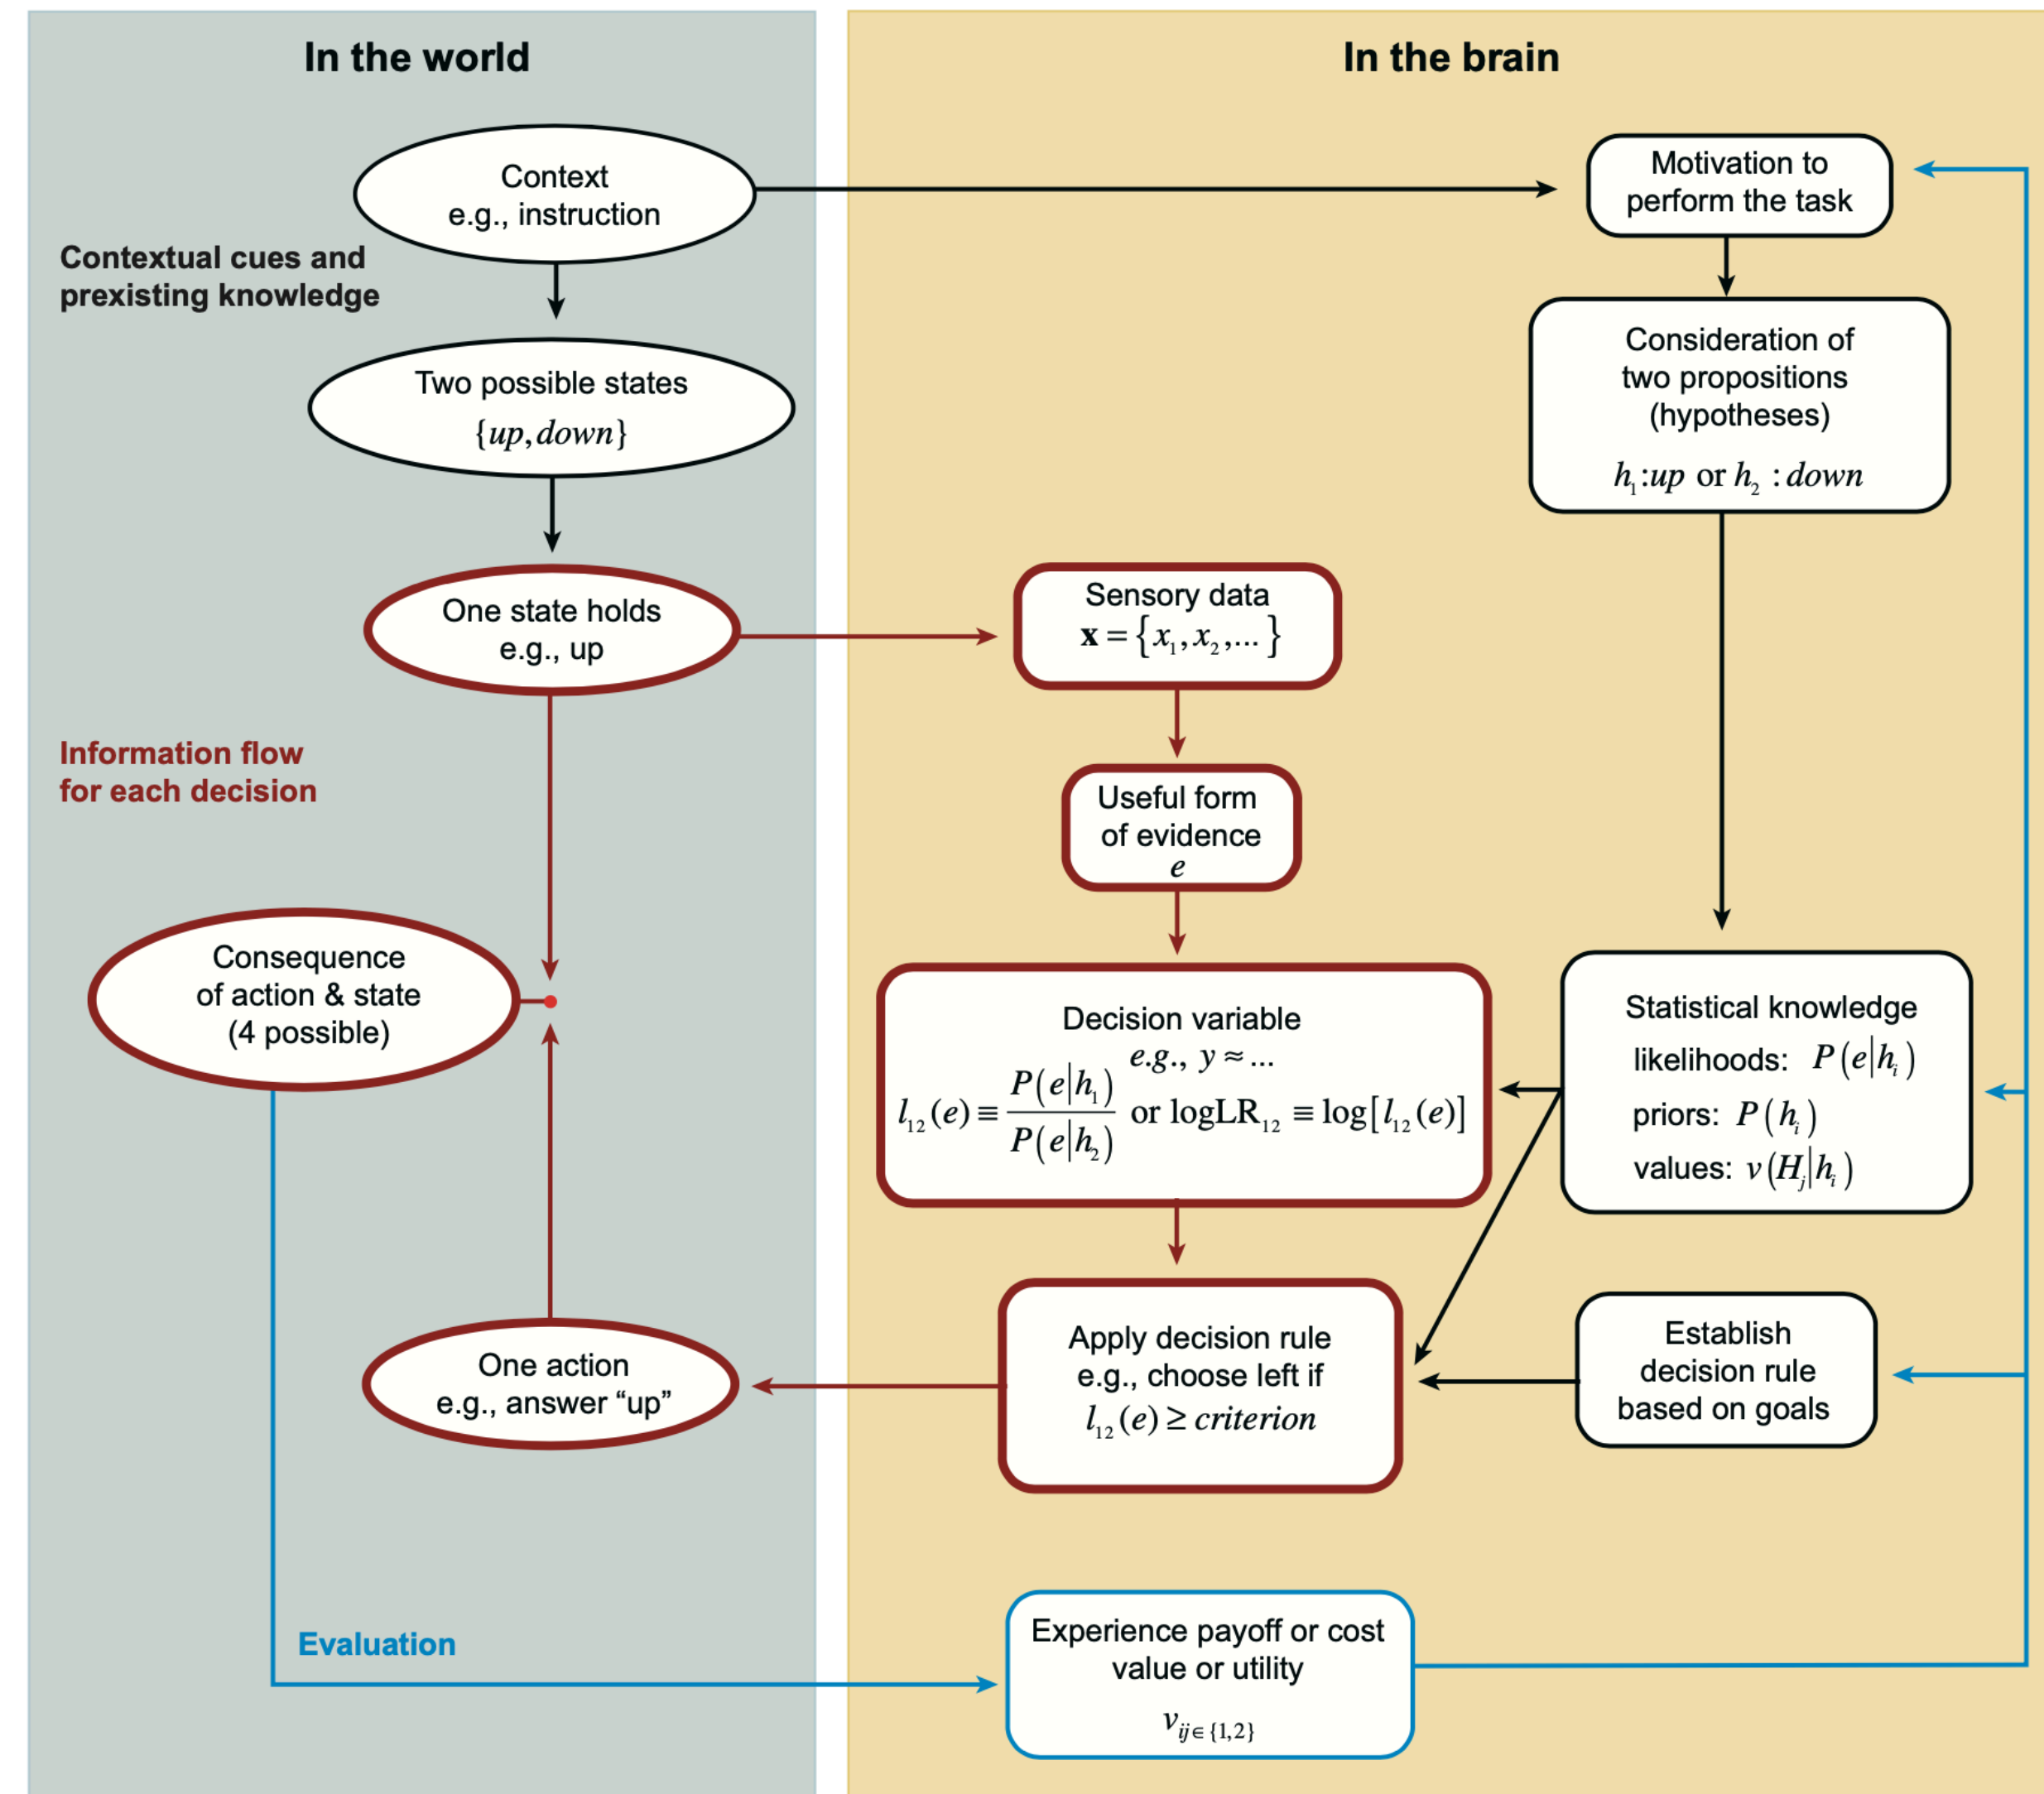 In the world
In the brain
Context
e.g., instruction
Motivation to
perform the task
Contextual cues and
prexisting knowledge
Two possible states
{up, down}
Consideration of
two propositions
(hypotheses)
h₁:up or h₂ : down
One state holds
e.g., up
Sensory data
x = {x₁, x₂,... }
Information flow
for each decision
Useful form
of evidence
e
Consequence
of action & state
(4 possible)
Decision variable
e.g., y ≈ ...
l₁₂(e) ≡ P(e|h₁) / P(e|h₂) or logLR₁₂ ≡ log[l₁₂(e)]
Statistical knowledge
likelihoods: P(e|hᵢ)
priors: P(hᵢ)
values: v(Hⱼ|hᵢ)
One action
e.g., answer “up”
Apply decision rule
e.g., choose left if
l₁₂(e) ≥ criterion
Establish
decision rule
based on goals
Evaluation
Experience payoff or cost
value or utility
v_{ij∈{1,2}}